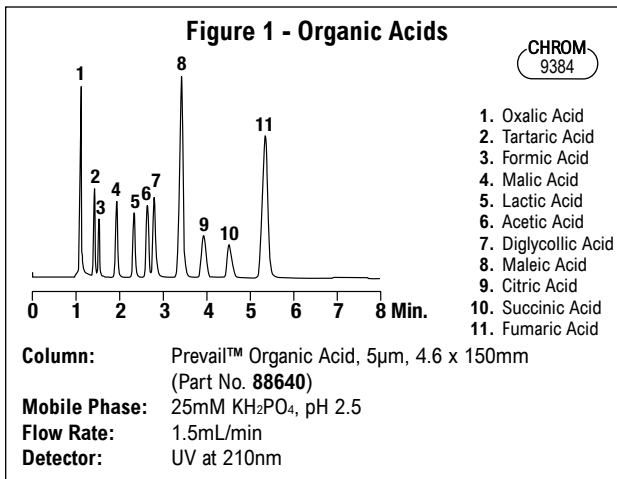 Figure 1 - Organic Acids
CHROM
9384
1
2
3
4
5
6
7
8
9
10
11
1. Oxalic Acid
2. Tartaric Acid
3. Formic Acid
4. Malic Acid
5. Lactic Acid
6. Acetic Acid
7. Diglycollic Acid
8. Maleic Acid
9. Citric Acid
10. Succinic Acid
11. Fumaric Acid
0 1 2 3 4 5 6 7 8 Min.
Column: Prevail™ Organic Acid, 5µm, 4.6 x 150mm
(Part No. 88640)
Mobile Phase: 25mM KH₂PO₄, pH 2.5
Flow Rate: 1.5mL/min
Detector: UV at 210nm